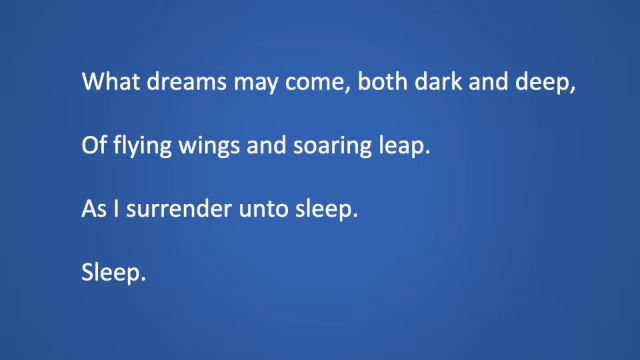 What dreams may come, both dark and deep,
Of flying wings and soaring leap.
As I surrender unto sleep.
Sleep.